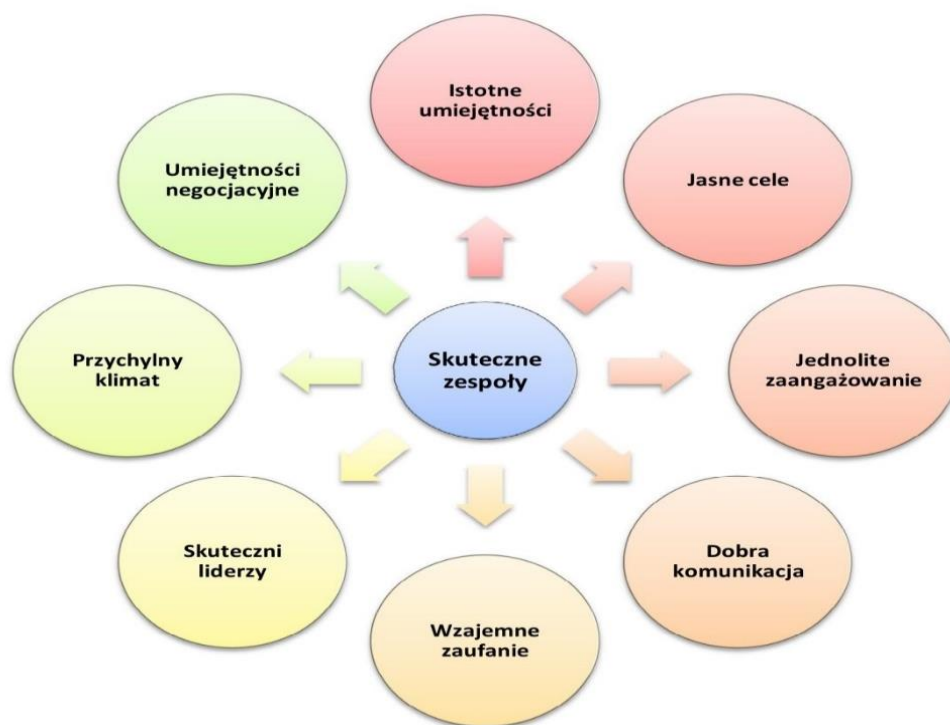 Istotne
umiejętności
Jasne cele
Jednolite
zaangażowanie
Dobra
komunikacja
Wzajemne
zaufanie
Skuteczni
liderzy
Przychylny
klimat
Umiejętności
negocjacyjne
Skuteczne
zespoły